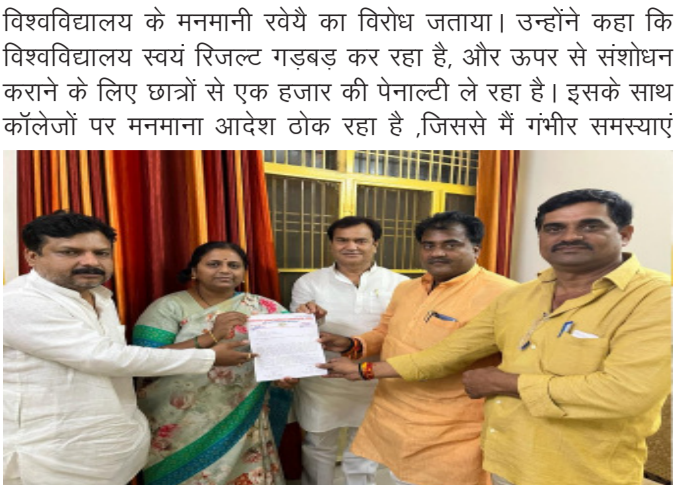 विश्वविद्यालय के मनमानी रवेयै का विरोध जताया। उन्होंने कहा कि
विश्वविद्यालय स्वयं रिजल्ट गड़बड़ कर रहा है, और ऊपर से संशोधन
कराने के लिए छात्रों से एक हजार की पेनाल्टी ले रहा है। इसके साथ
कॉलेजों पर मनमाना आदेश ठोक रहा है ,जिससे मैं गंभीर समस्याएं